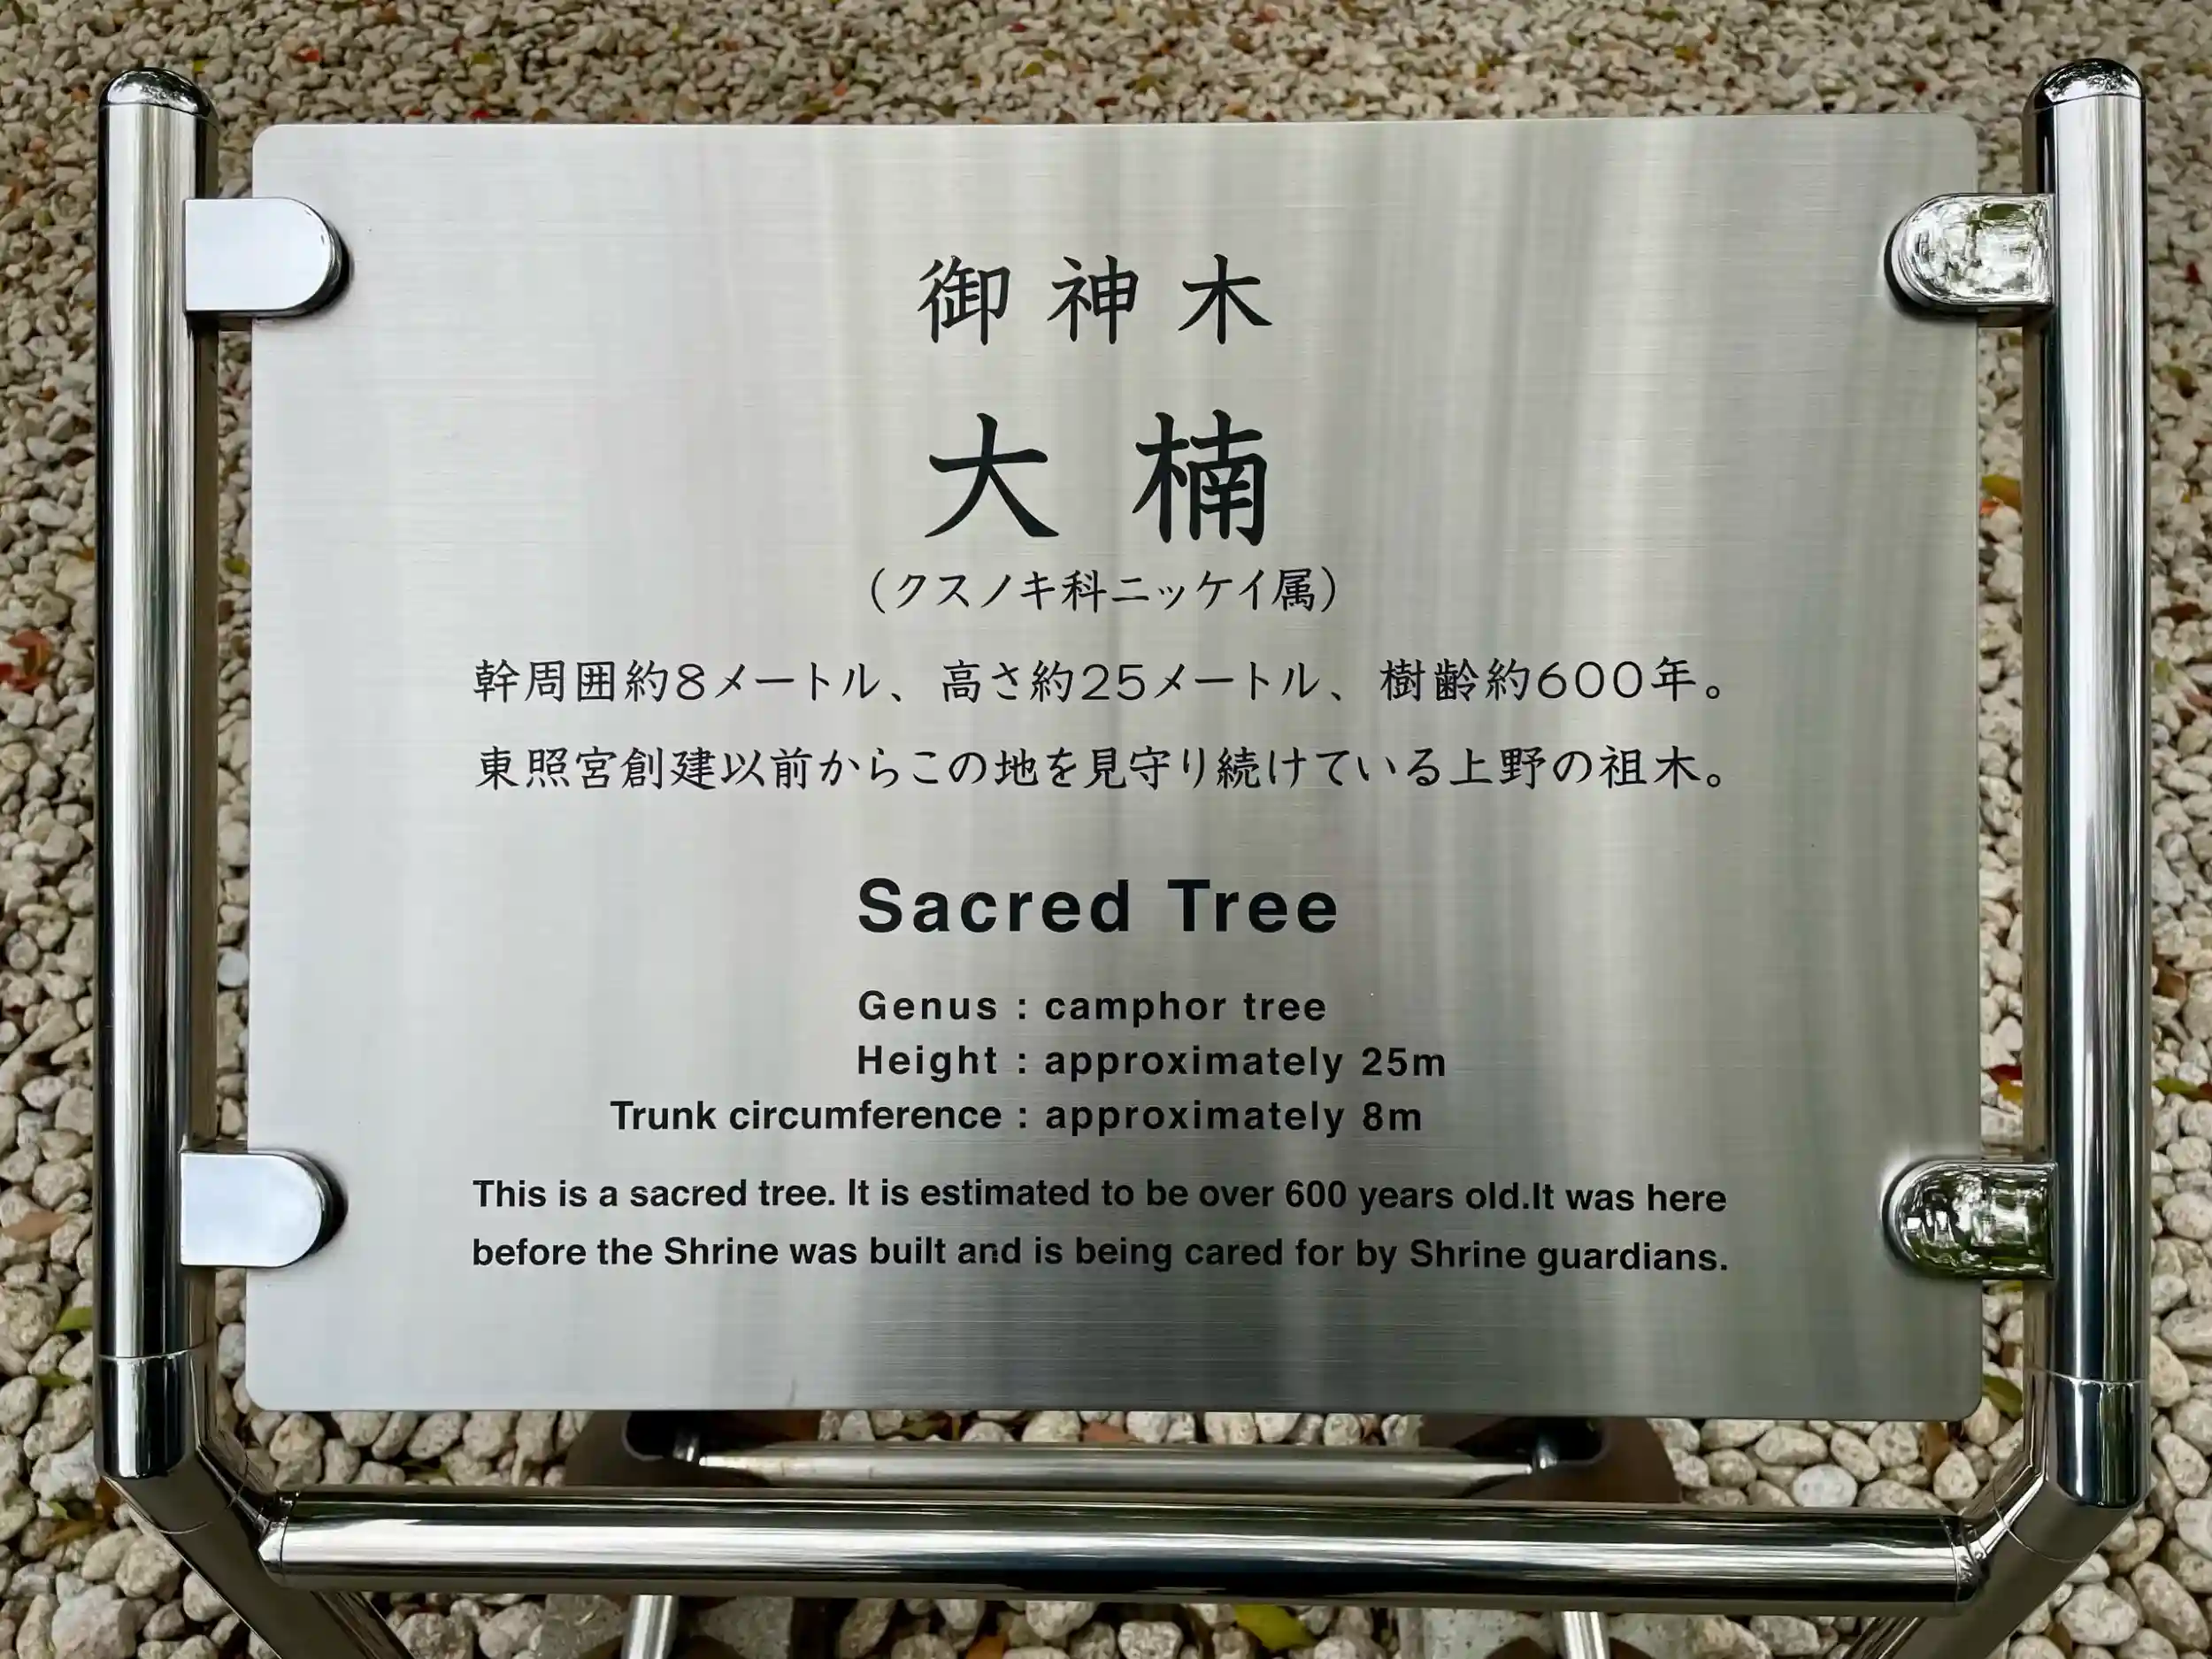 御神木
大楠
（クスノキ科ニッケイ属）
幹周囲約8メートル、高さ約25メートル、樹齢約600年。
東照宮創建以前からこの地を見守り続けている上野の祖木。
Sacred Tree
Genus : camphor tree
Height : approximately 25m
Trunk circumference : approximately 8m
This is a sacred tree. It is estimated to be over 600 years old.It was here
before the Shrine was built and is being cared for by Shrine guardians.